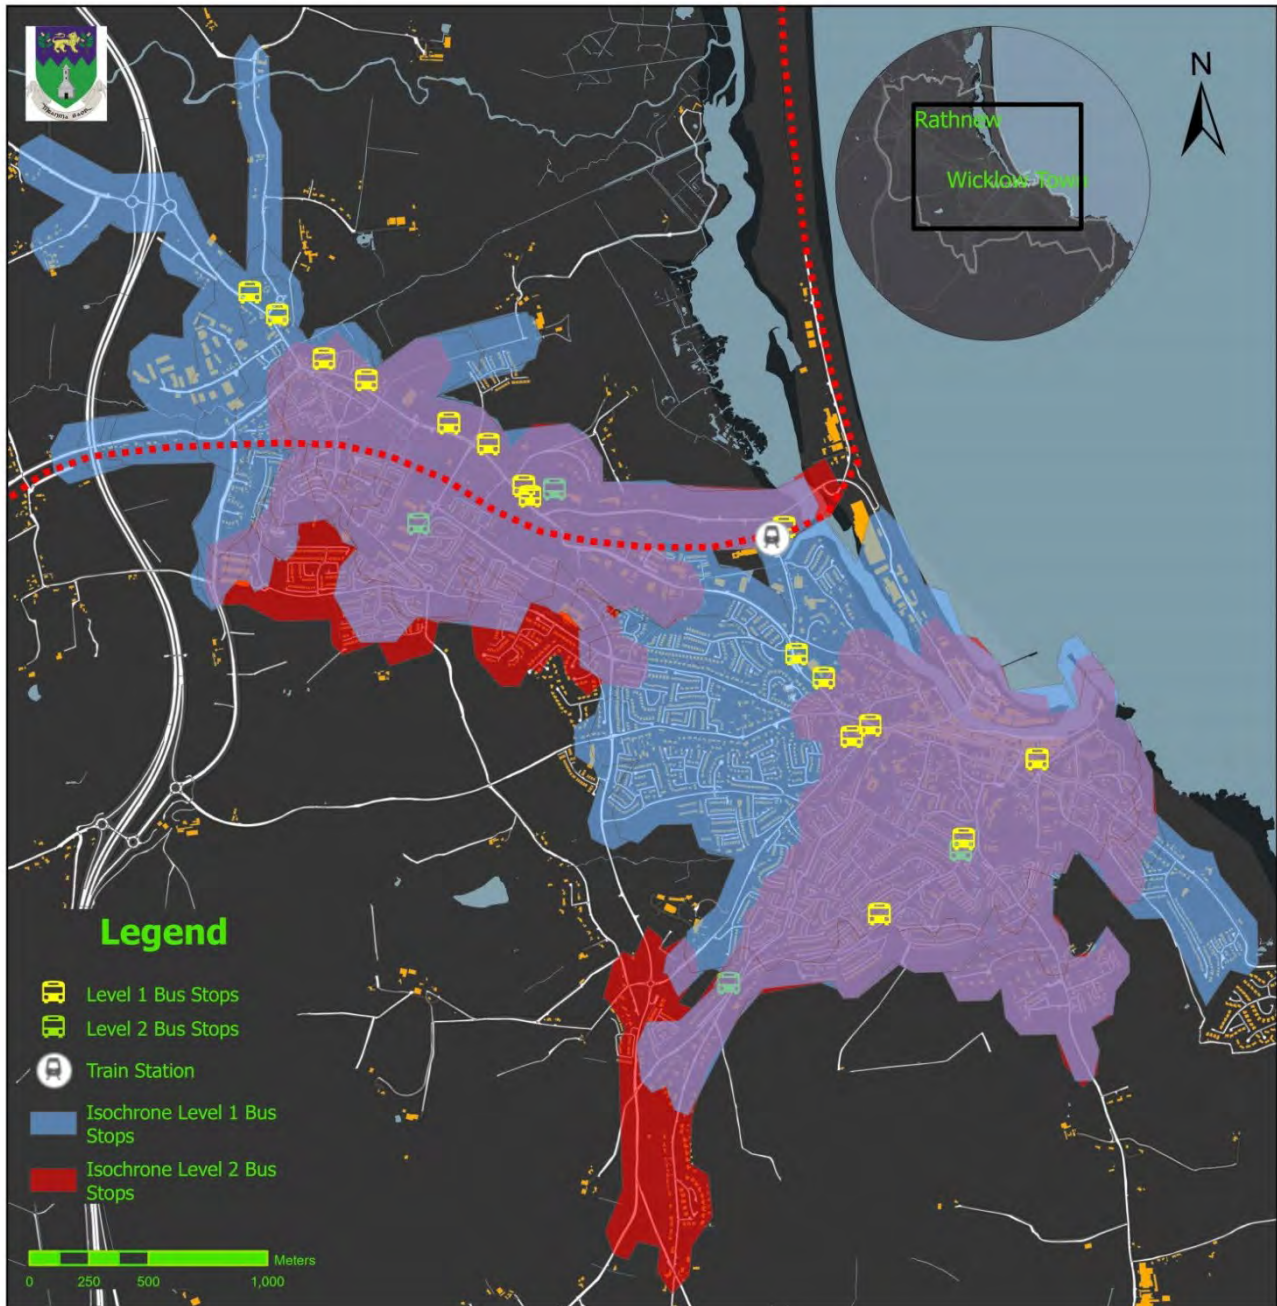 N
Rathnew
Wicklow Town
Legend
Level 1 Bus Stops
Level 2 Bus Stops
Train Station
Isochrone Level 1 Bus
Stops
Isochrone Level 2 Bus
Stops
Meters
0 250 500 1,000